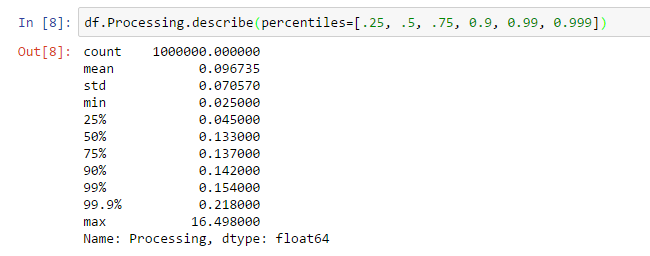 In [8]: df.Processing.describe(percentiles=[.25, .5, .75, 0.9, 0.99, 0.999])
Out[8]: count    1000000.000000
mean           0.096735
std            0.070570
min            0.025000
25%            0.045000
50%            0.133000
75%            0.137000
90%            0.142000
99%            0.154000
99.9%          0.218000
max           16.498000
Name: Processing, dtype: float64